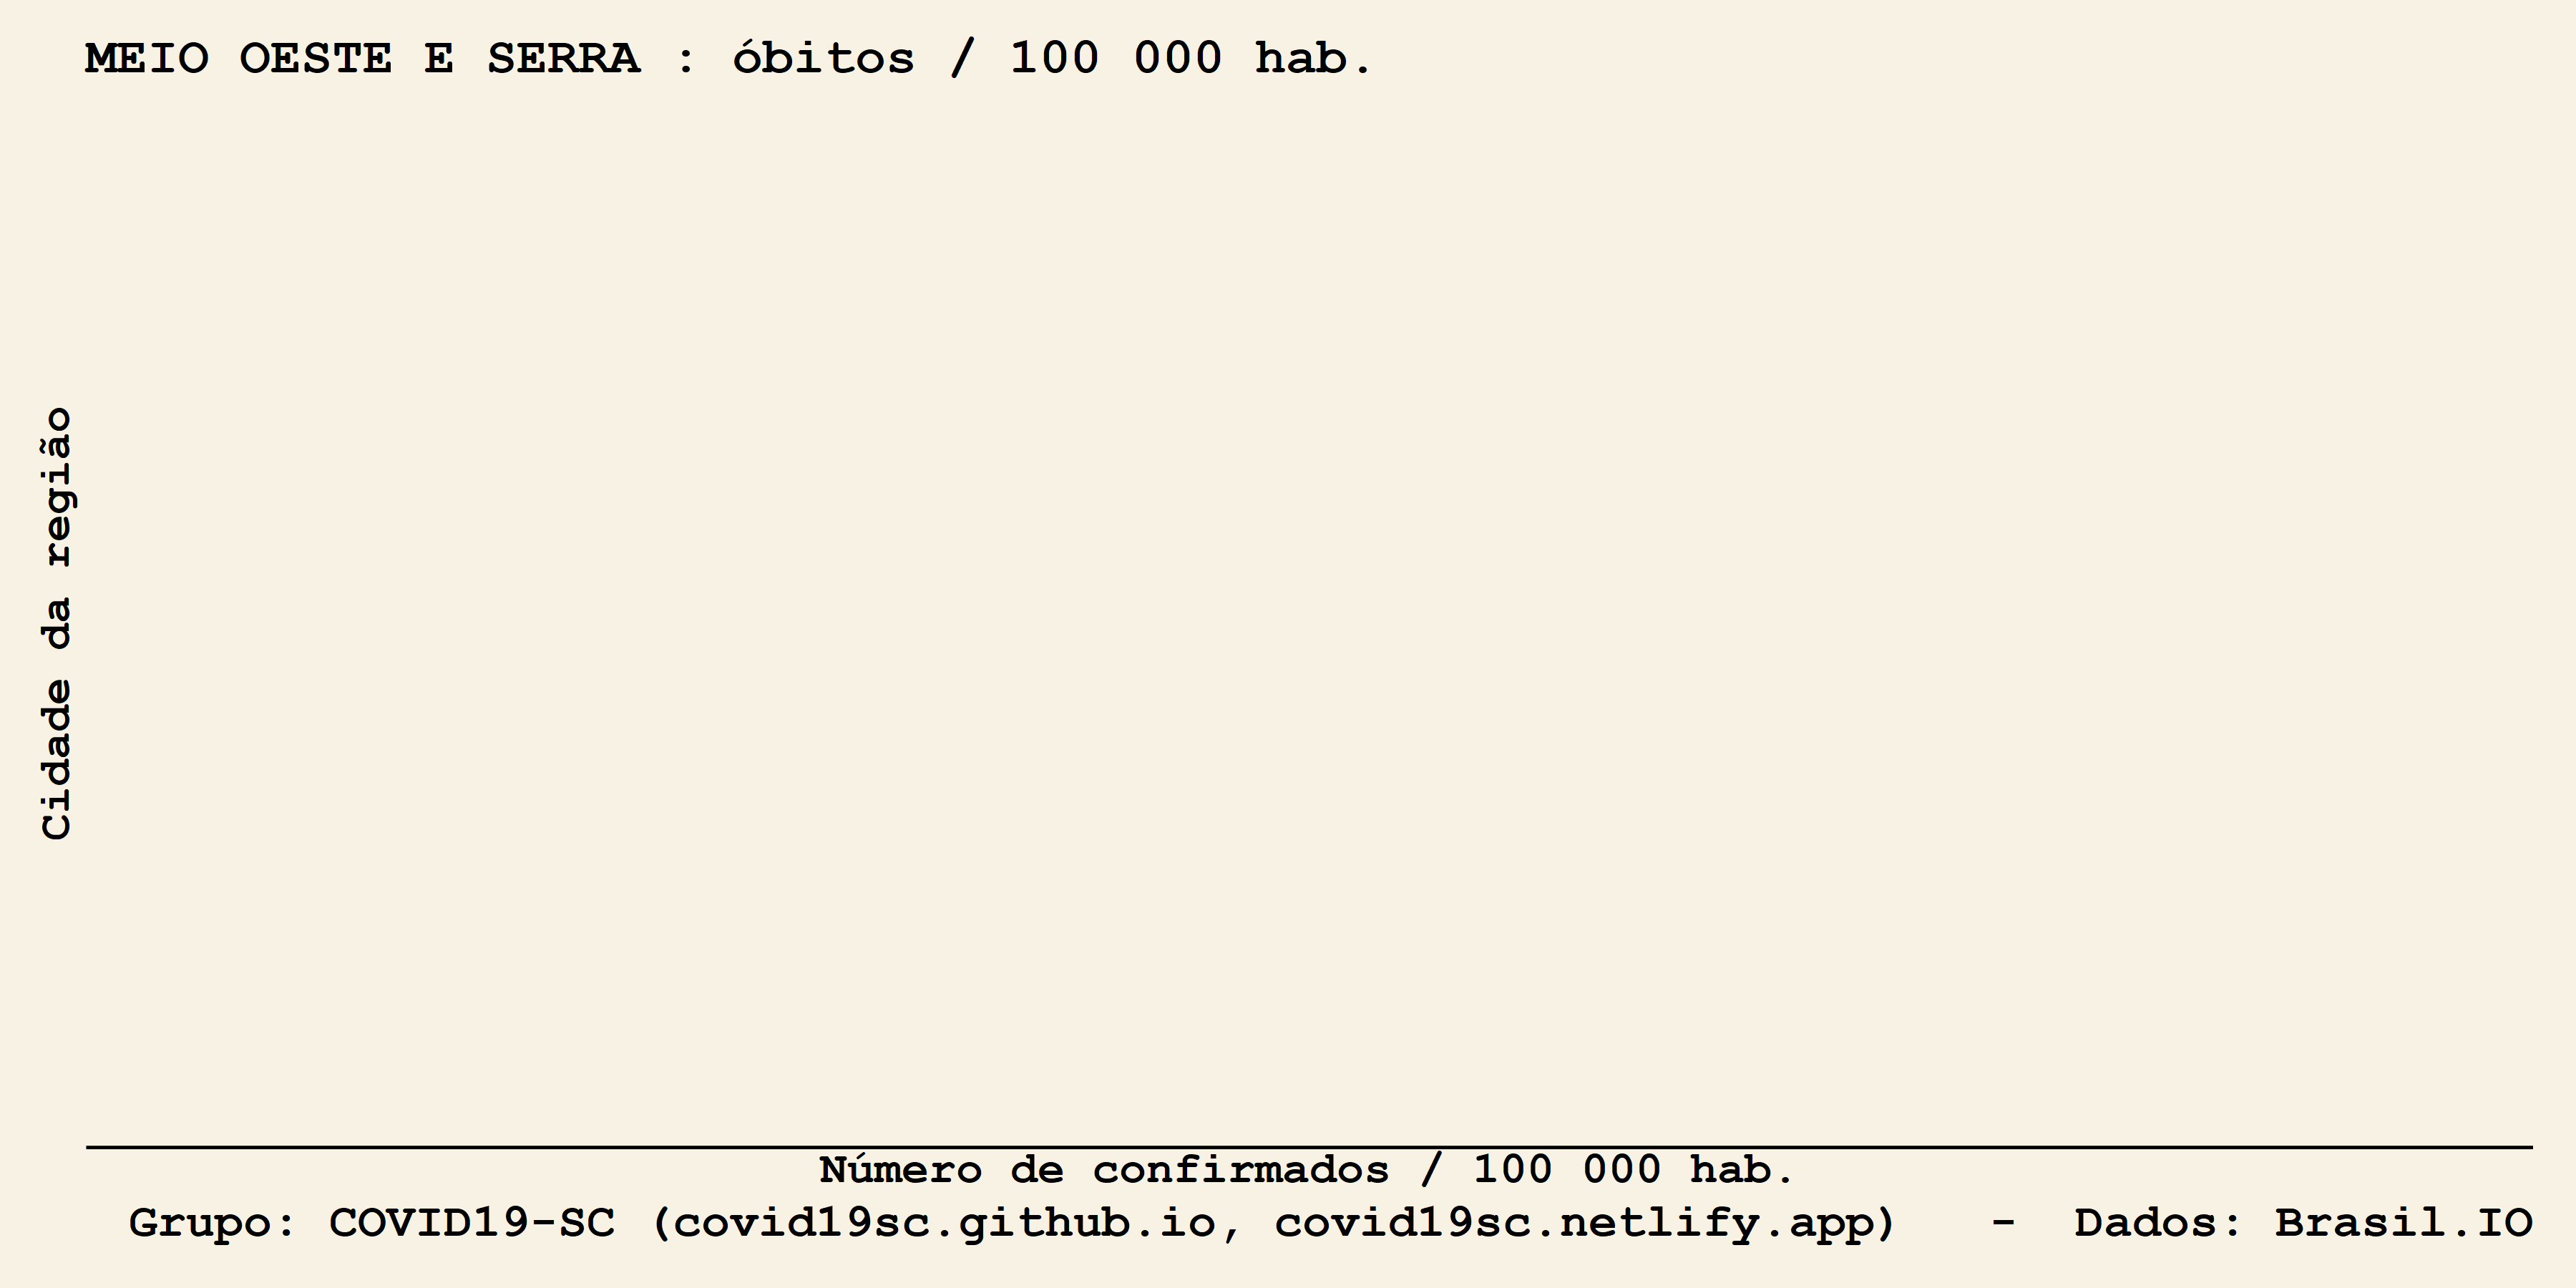 MEIO OESTE E SERRA : óbitos / 100 000 hab.
Cidade da região
Número de confirmados / 100 000 hab.
Grupo: COVID19-SC (covid19sc.github.io, covid19sc.netlify.app) - Dados: Brasil.IO